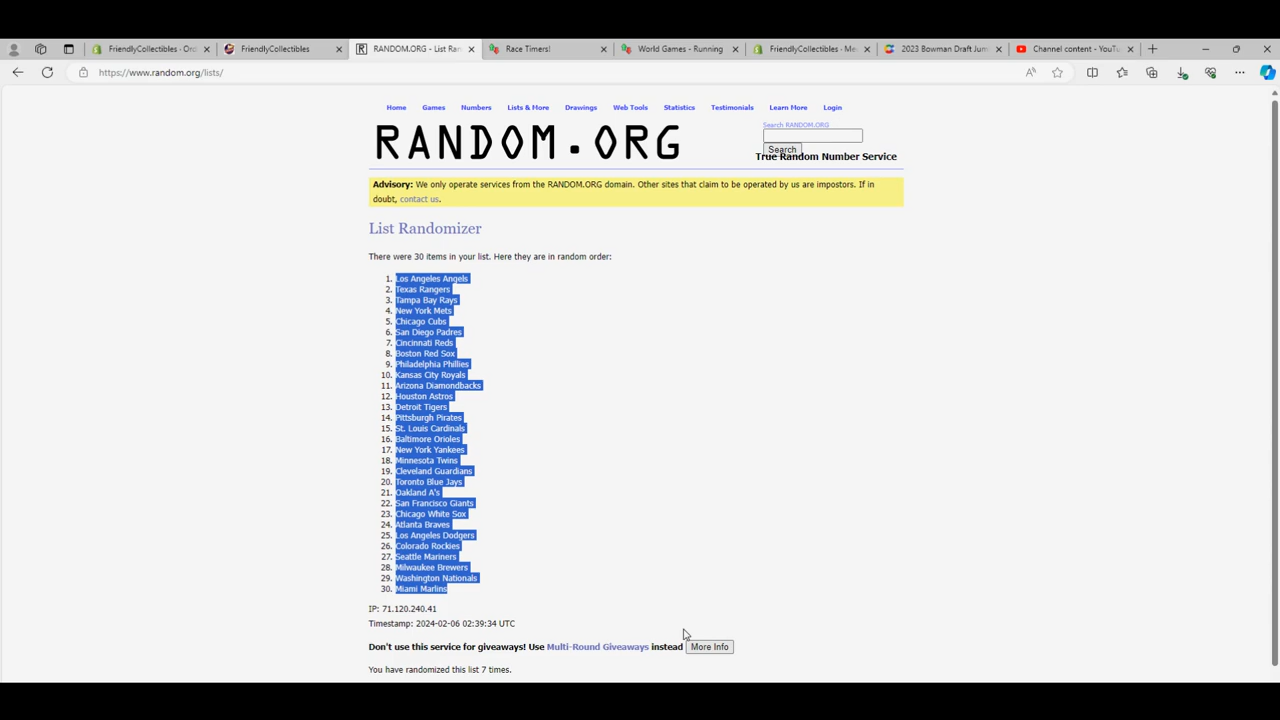 FriendlyCollectibles · Oro
FriendlyCollectibles
RANDOM.ORG - List Ran
Race Timers!
World Games - Running
FriendlyCollectibles · Me
2023 Bowman Draft Jum
Channel content - YouTu
https://www.random.org/lists/
Home Games Numbers Lists & More Drawings Web Tools Statistics Testimonials Learn More Login
Search RANDOM.ORG
RANDOM.ORG
Search
True Random Number Service
Advisory: We only operate services from the RANDOM.ORG domain. Other sites that claim to be operated by us are impostors. If in
doubt, contact us.
List Randomizer
There were 30 items in your list. Here they are in random order:
1. Los Angeles Angels
2. Texas Rangers
3. Tampa Bay Rays
4. New York Mets
5. Chicago Cubs
6. San Diego Padres
7. Cincinnati Reds
8. Boston Red Sox
9. Philadelphia Phillies
10. Kansas City Royals
11. Arizona Diamondbacks
12. Houston Astros
13. Detroit Tigers
14. Pittsburgh Pirates
15. St. Louis Cardinals
16. Baltimore Orioles
17. New York Yankees
18. Minnesota Twins
19. Cleveland Guardians
20. Toronto Blue Jays
21. Oakland A's
22. San Francisco Giants
23. Chicago White Sox
24. Atlanta Braves
25. Los Angeles Dodgers
26. Colorado Rockies
27. Seattle Mariners
28. Milwaukee Brewers
29. Washington Nationals
30. Miami Marlins
IP: 71.120.240.41
Timestamp: 2024-02-06 02:39:34 UTC
Don't use this service for giveaways! Use Multi-Round Giveaways instead More Info
You have randomized this list 7 times.